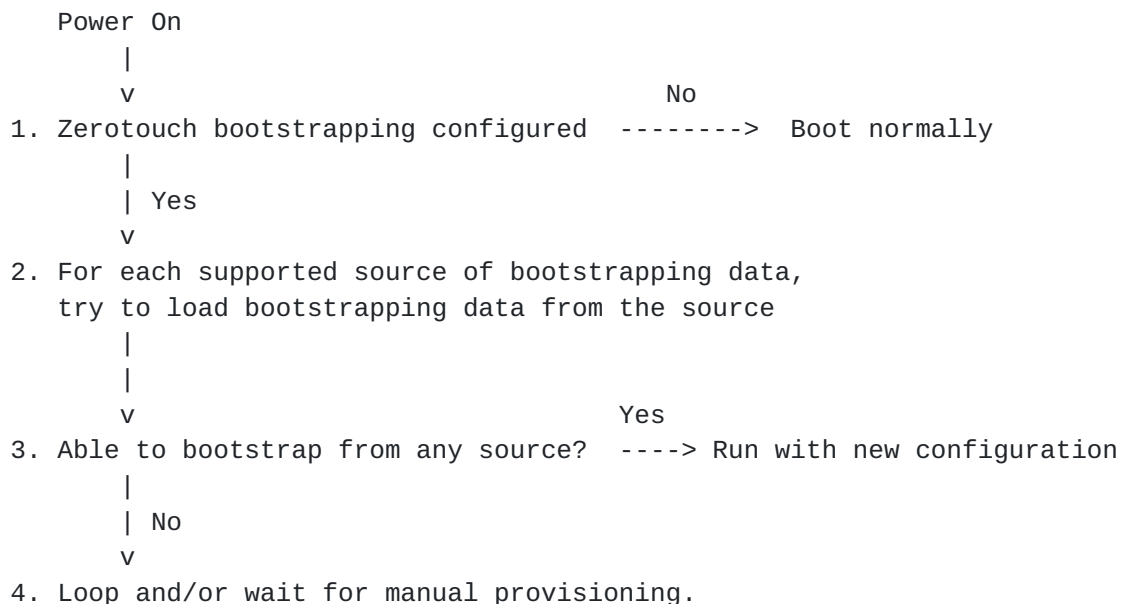 Power On
|
v No
1. Zerotouch bootstrapping configured --------> Boot normally
|
| Yes
v
2. For each supported source of bootstrapping data,
try to load bootstrapping data from the source
|
|
v Yes
3. Able to bootstrap from any source? ----> Run with new configuration
|
| No
v
4. Loop and/or wait for manual provisioning.